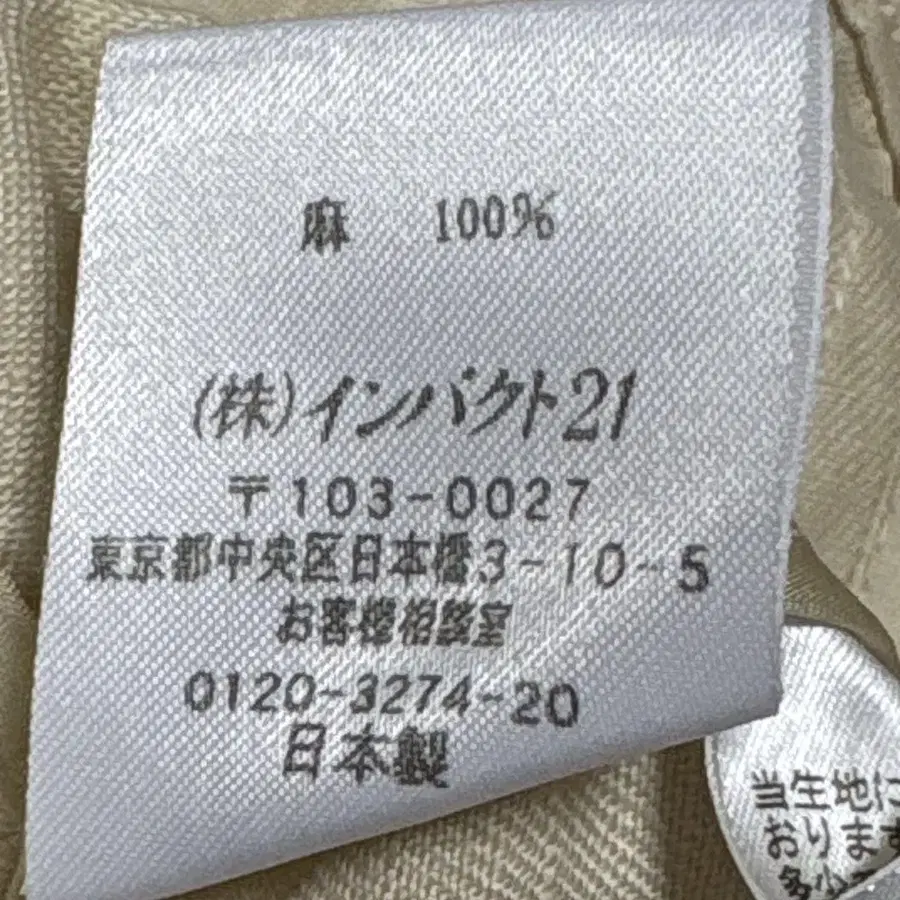 麻 100%
(株)インパクト21
〒103-0027
東京都中央区日本橋3-10-5
お客様相談室
0120-3274-20
日本製
当生地に
おります
多少